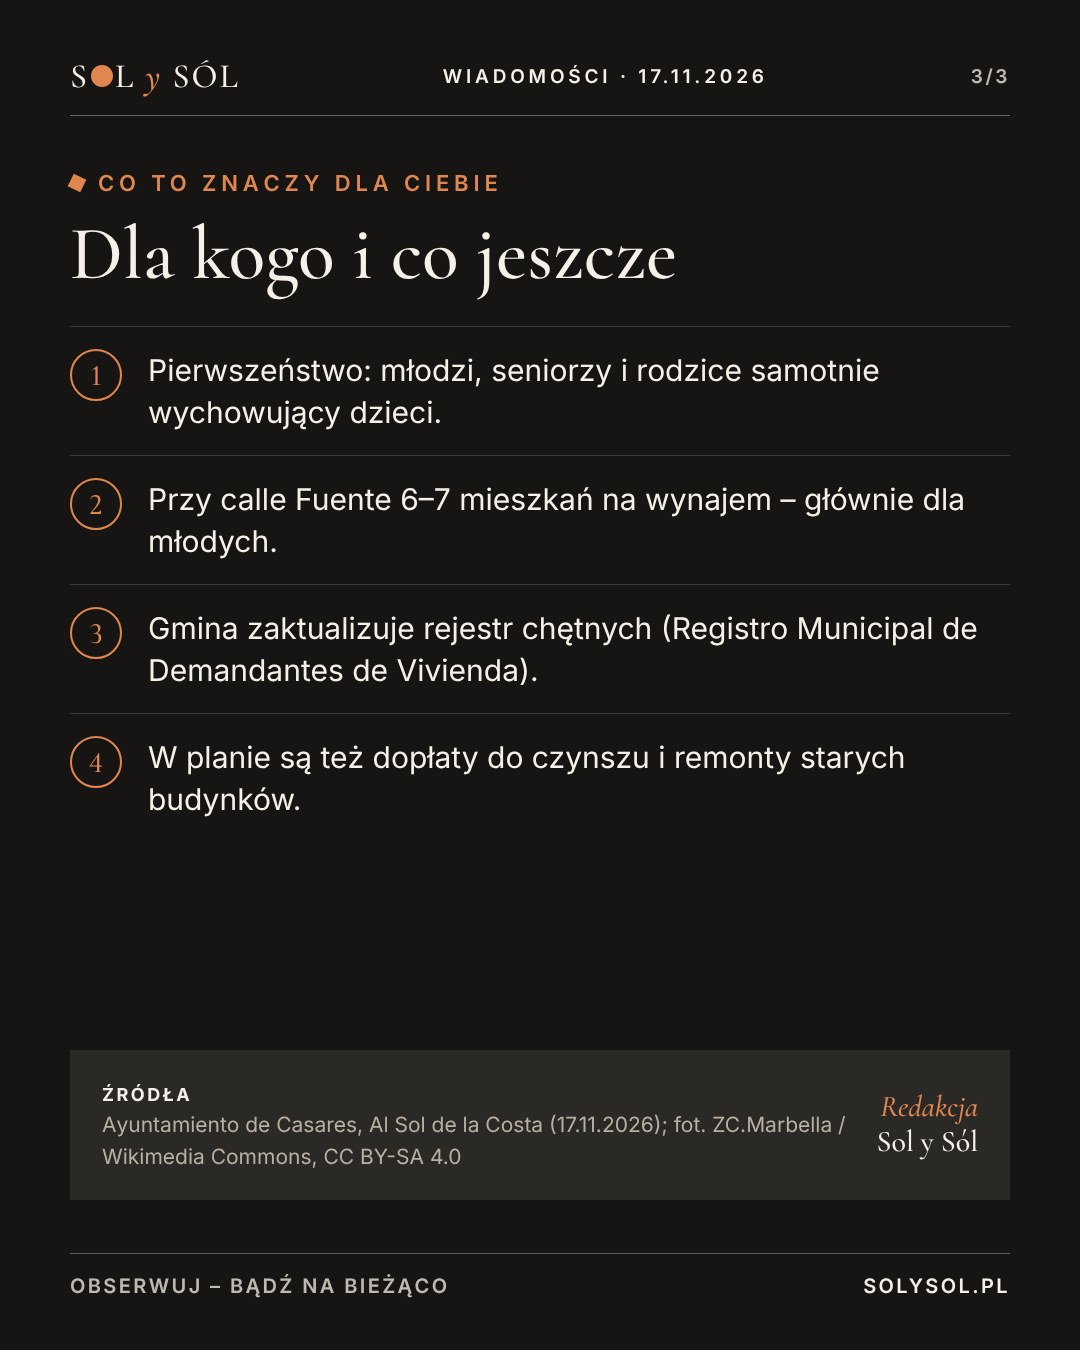 SOL y SÓL
WIADOMOŚCI · 17.11.2026
3/3
CO TO ZNACZY DLA CIEBIE
Dla kogo i co jeszcze
1
Pierwszeństwo: młodzi, seniorzy i rodzice samotnie
wychowujący dzieci.
2
Przy calle Fuente 6–7 mieszkań na wynajem – głównie dla
młodych.
3
Gmina zaktualizuje rejestr chętnych (Registro Municipal de
Demandantes de Vivienda).
4
W planie są też dopłaty do czynszu i remonty starych
budynków.
ŹRÓDŁA
Ayuntamiento de Casares, Al Sol de la Costa (17.11.2026); fot. ZC.Marbella /
Wikimedia Commons, CC BY-SA 4.0
Redakcja
Sol y Sól
OBSERWUJ – BĄDŹ NA BIEŻĄCO
SOLYSOL.PL